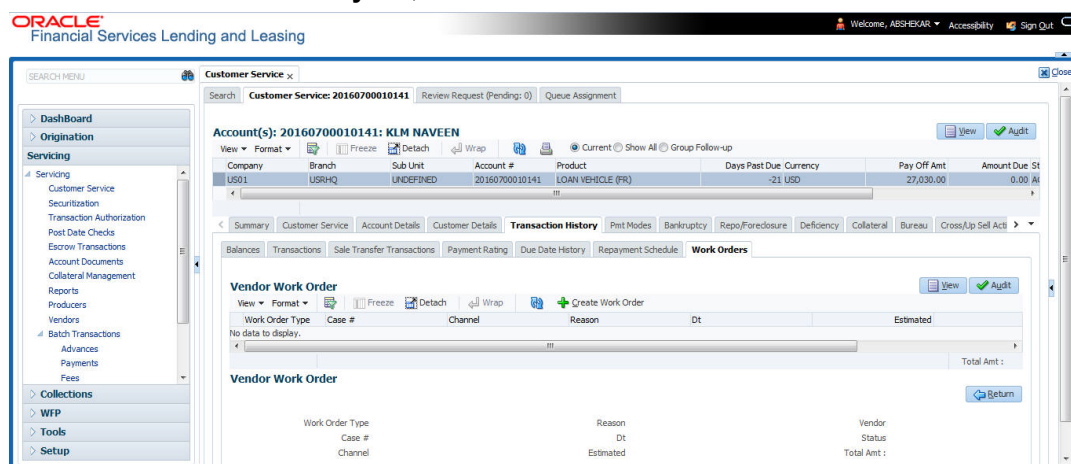 ORACLE
Financial Services Lending and Leasing
Welcome, ABSHEKAR Accessibility Sign Out
SEARCH MENU
Customer Service x
Close
Search Customer Service: 20160700010141 Review Request (Pending: 0) Queue Assignment
DashBoard
Origination
Servicing
Servicing
Customer Service
Securitization
Transaction Authorization
Post Date Checks
Escrow Transactions
Account Documents
Collateral Management
Reports
Producers
Vendors
Batch Transactions
Advances
Payments
Fees
Collections
WFP
Tools
Setup
Account(s): 20160700010141: KLM NAVEEN
View Audit
View Format Freeze Detach Wrap Current Show All Group Follow-up
Company Branch Sub Unit Account # Product Days Past Due Currency Pay Off Amt Amount Due St
US01 USRHQ UNDEFINED 20160700010141 LOAN VEHICLE (FR) -21 USD 27,030.00 0.00
Summary Customer Service Account Details Customer Details Transaction History Pmt Modes Bankruptcy Repo/Foreclosure Deficiency Collateral Bureau Cross/Up Sell Acti
Balances Transactions Sale Transfer Transactions Payment Rating Due Date History Repayment Schedule Work Orders
Vendor Work Order
View Audit
View Format Freeze Detach Wrap Create Work Order
Work Order Type Case # Channel Reason Dt Estimated
No data to display.
Total Amt :
Vendor Work Order
Return
Work Order Type Reason Vendor
Case # Dt Status
Channel Estimated Total Amt :